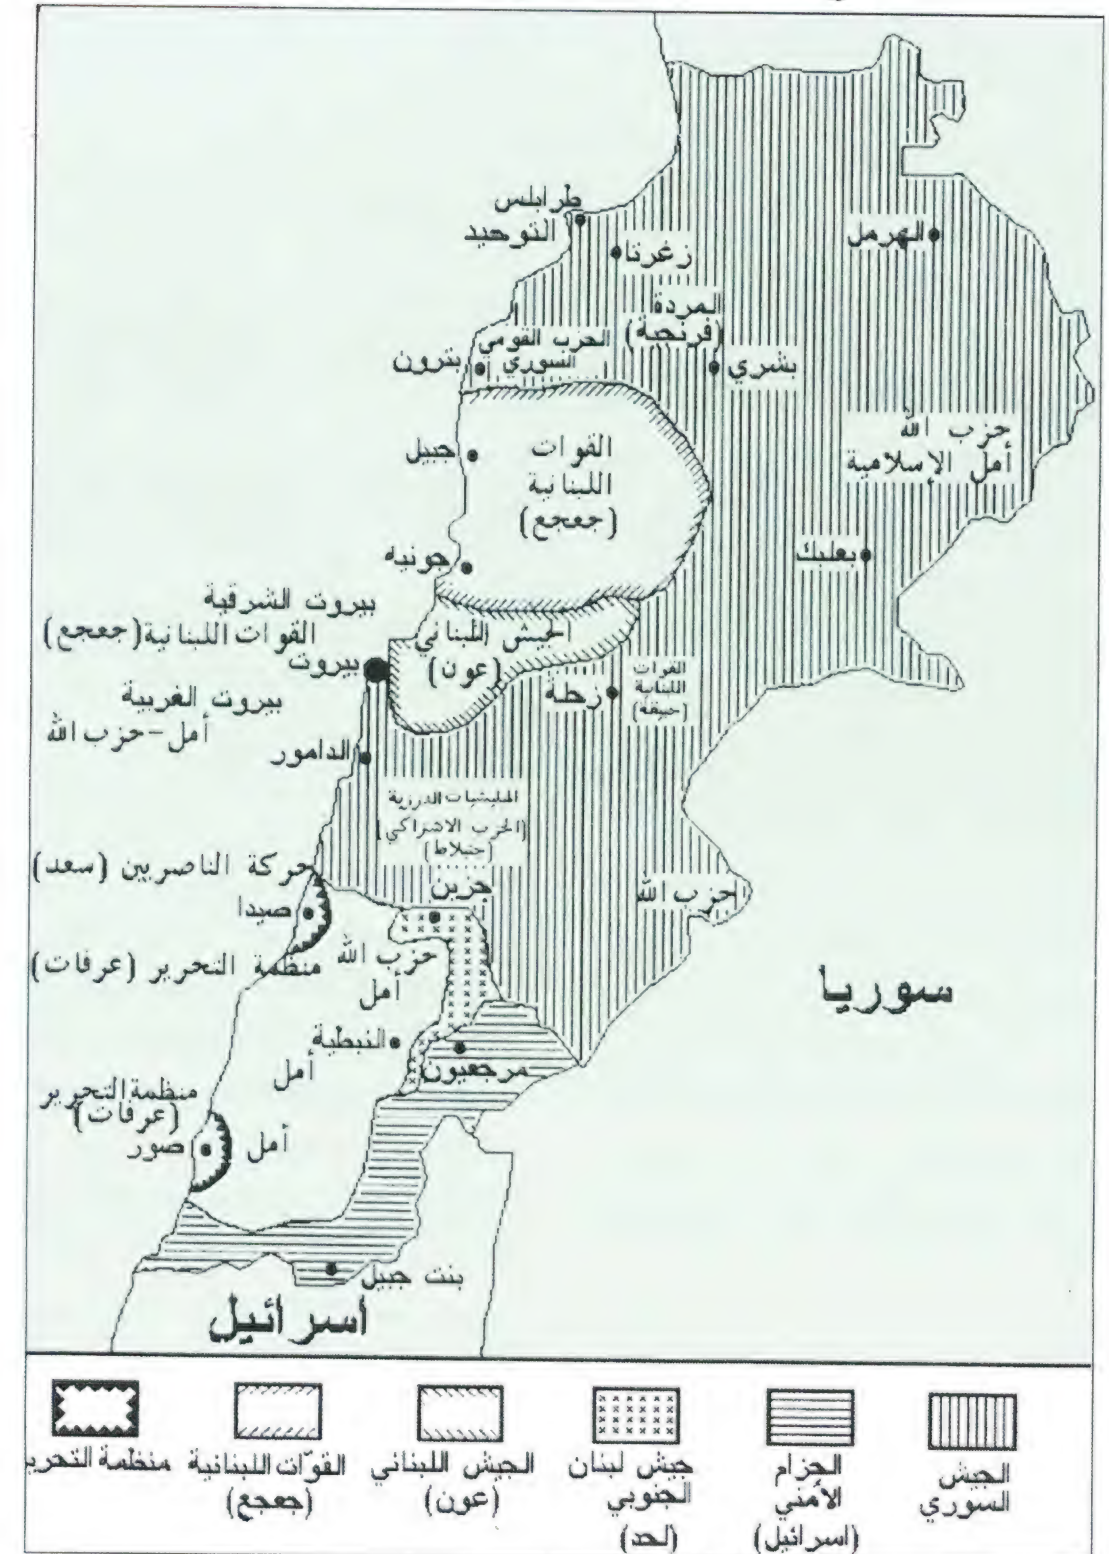 طرابلس
التوحيد
زغرتا
الهرمل
المردة
(فرنجية)
الحزب القومي
السوري
بترون
بشري
حزب الله
أمل الإسلامية
القوات
اللبنانية
(جعجع)
جبيل
بعلبك
جونيه
بيروت الشرقية
القوات اللبنانية (جعجع)
الجيش اللبناني
(عون)
بيروت
القوات
اللبنانية
(حبيقة)
زحلة
بيروت الغربية
أمل-حزب الله
الدامور
الميليشيات الدرزية
(الحزب الاشتراكي)
(جنبلاط)
حركة الناصريين (سعد)
جزين
حزب الله
صيدا
منظمة التحرير (عرفات)
حزب الله
أمل
سوريا
النبطية
مرجعيون
أمل
منظمة التحرير
(عرفات)
صور
أمل
بنت جبيل
اسرائيل
الجيش
السوري
الحزام
الأمني
(اسرائيل)
جيش لبنان
الجنوبي
(لحد)
الجيش اللبناني
(عون)
القوّات اللبنانية
(جعجع)
منظمة التحرير